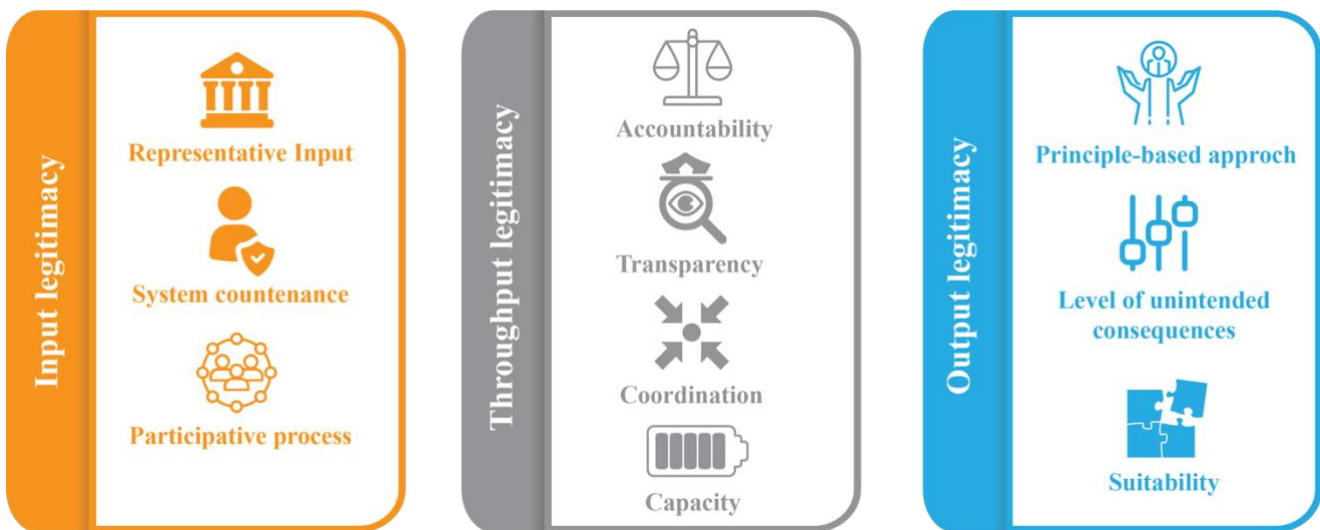 Input legitimacy
Representative Input
System countenance
Participative process
Throughput legitimacy
Accountability
Transparency
Coordination
Capacity
Output legitimacy
Principle-based approch
Level of unintended
consequences
Suitability